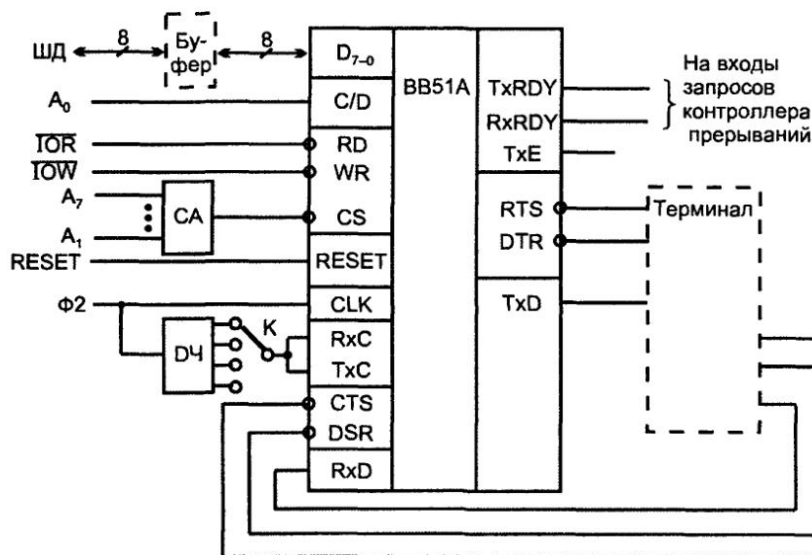 ШД
8
Бу-
фер
8
D7–0
BB51A
A0
C/D
IOR
RD
IOW
WR
A7
A1
CA
CS
RESET
RESET
Ф2
CLK
DЧ
K
RxC
TxC
CTS
DSR
RxD
TxRDY
RxRDY
TxE
На входы
запросов
контроллера
прерываний
RTS
DTR
Терминал
TxD